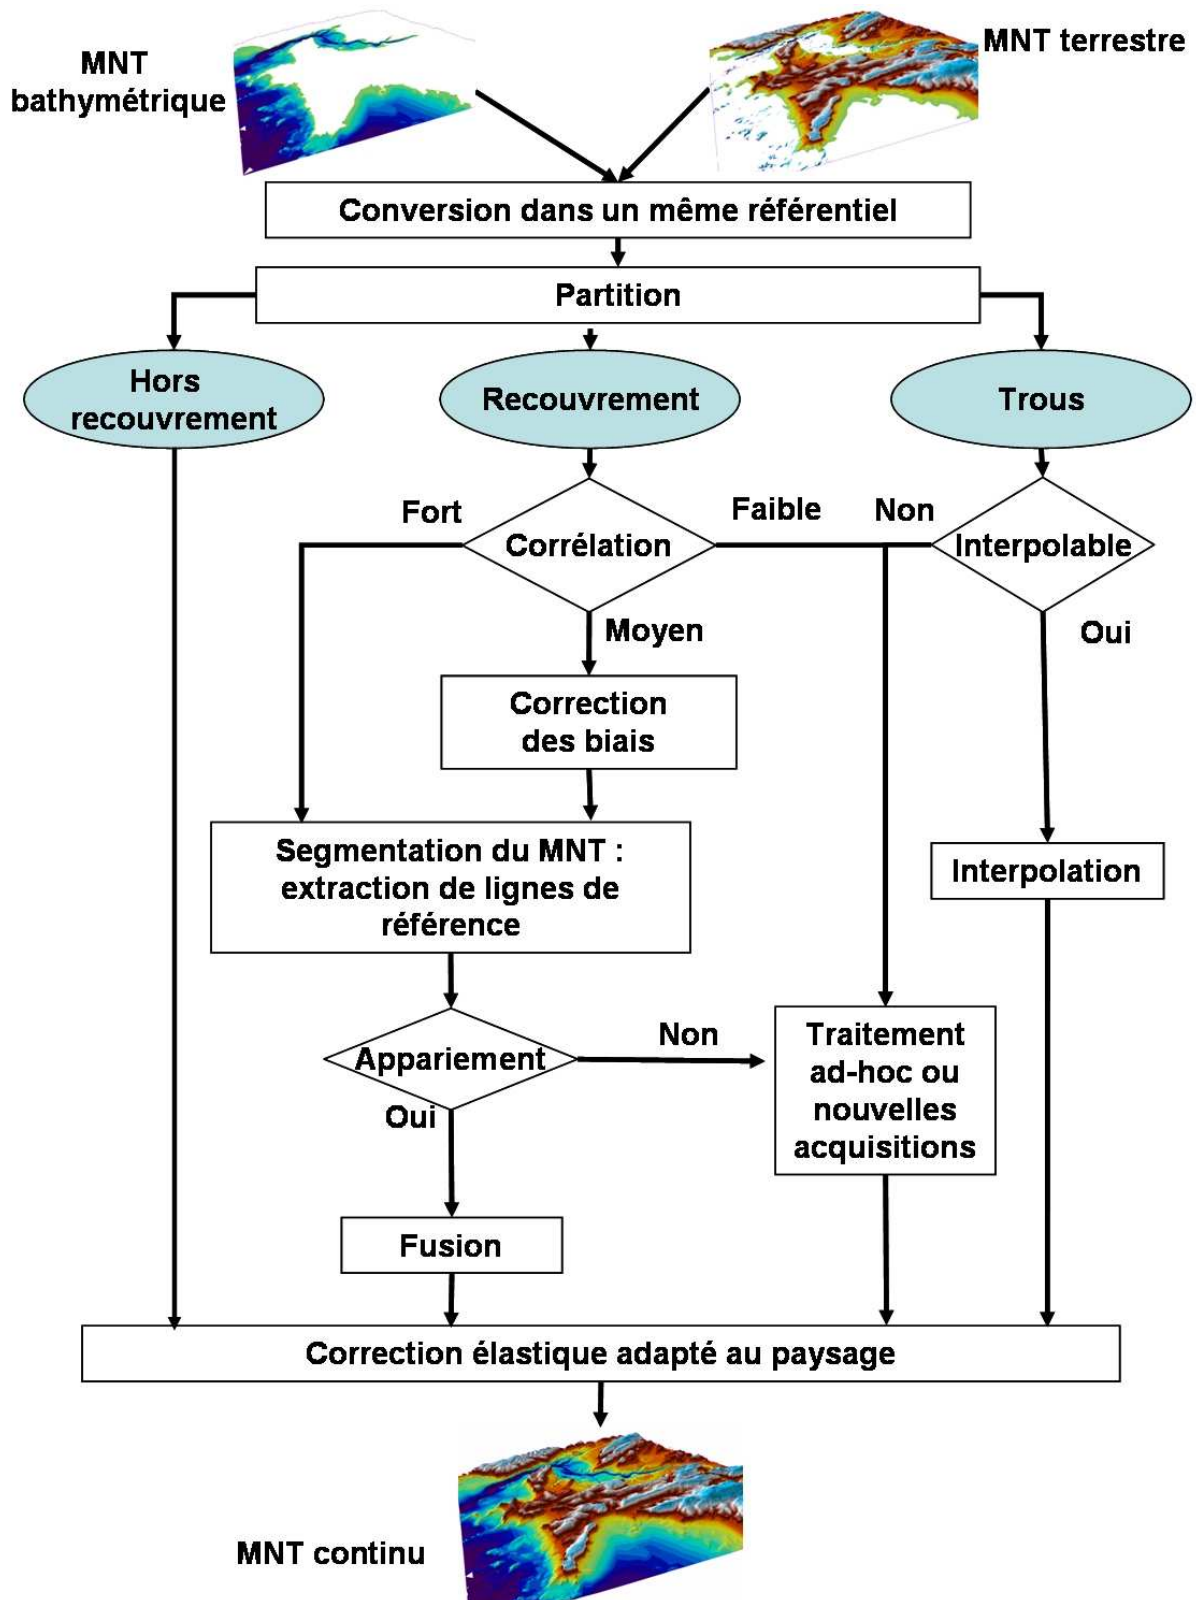 MNT
bathymétrique
MNT terrestre
Conversion dans un même référentiel
Partition
Hors
recouvrement
Recouvrement
Trous
Fort
Faible
Non
Corrélation
Interpolable
Moyen
Oui
Correction
des biais
Segmentation du MNT :
extraction de lignes de
référence
Interpolation
Appariement
Non
Oui
Traitement
ad-hoc ou
nouvelles
acquisitions
Fusion
Correction élastique adapté au paysage
MNT continu